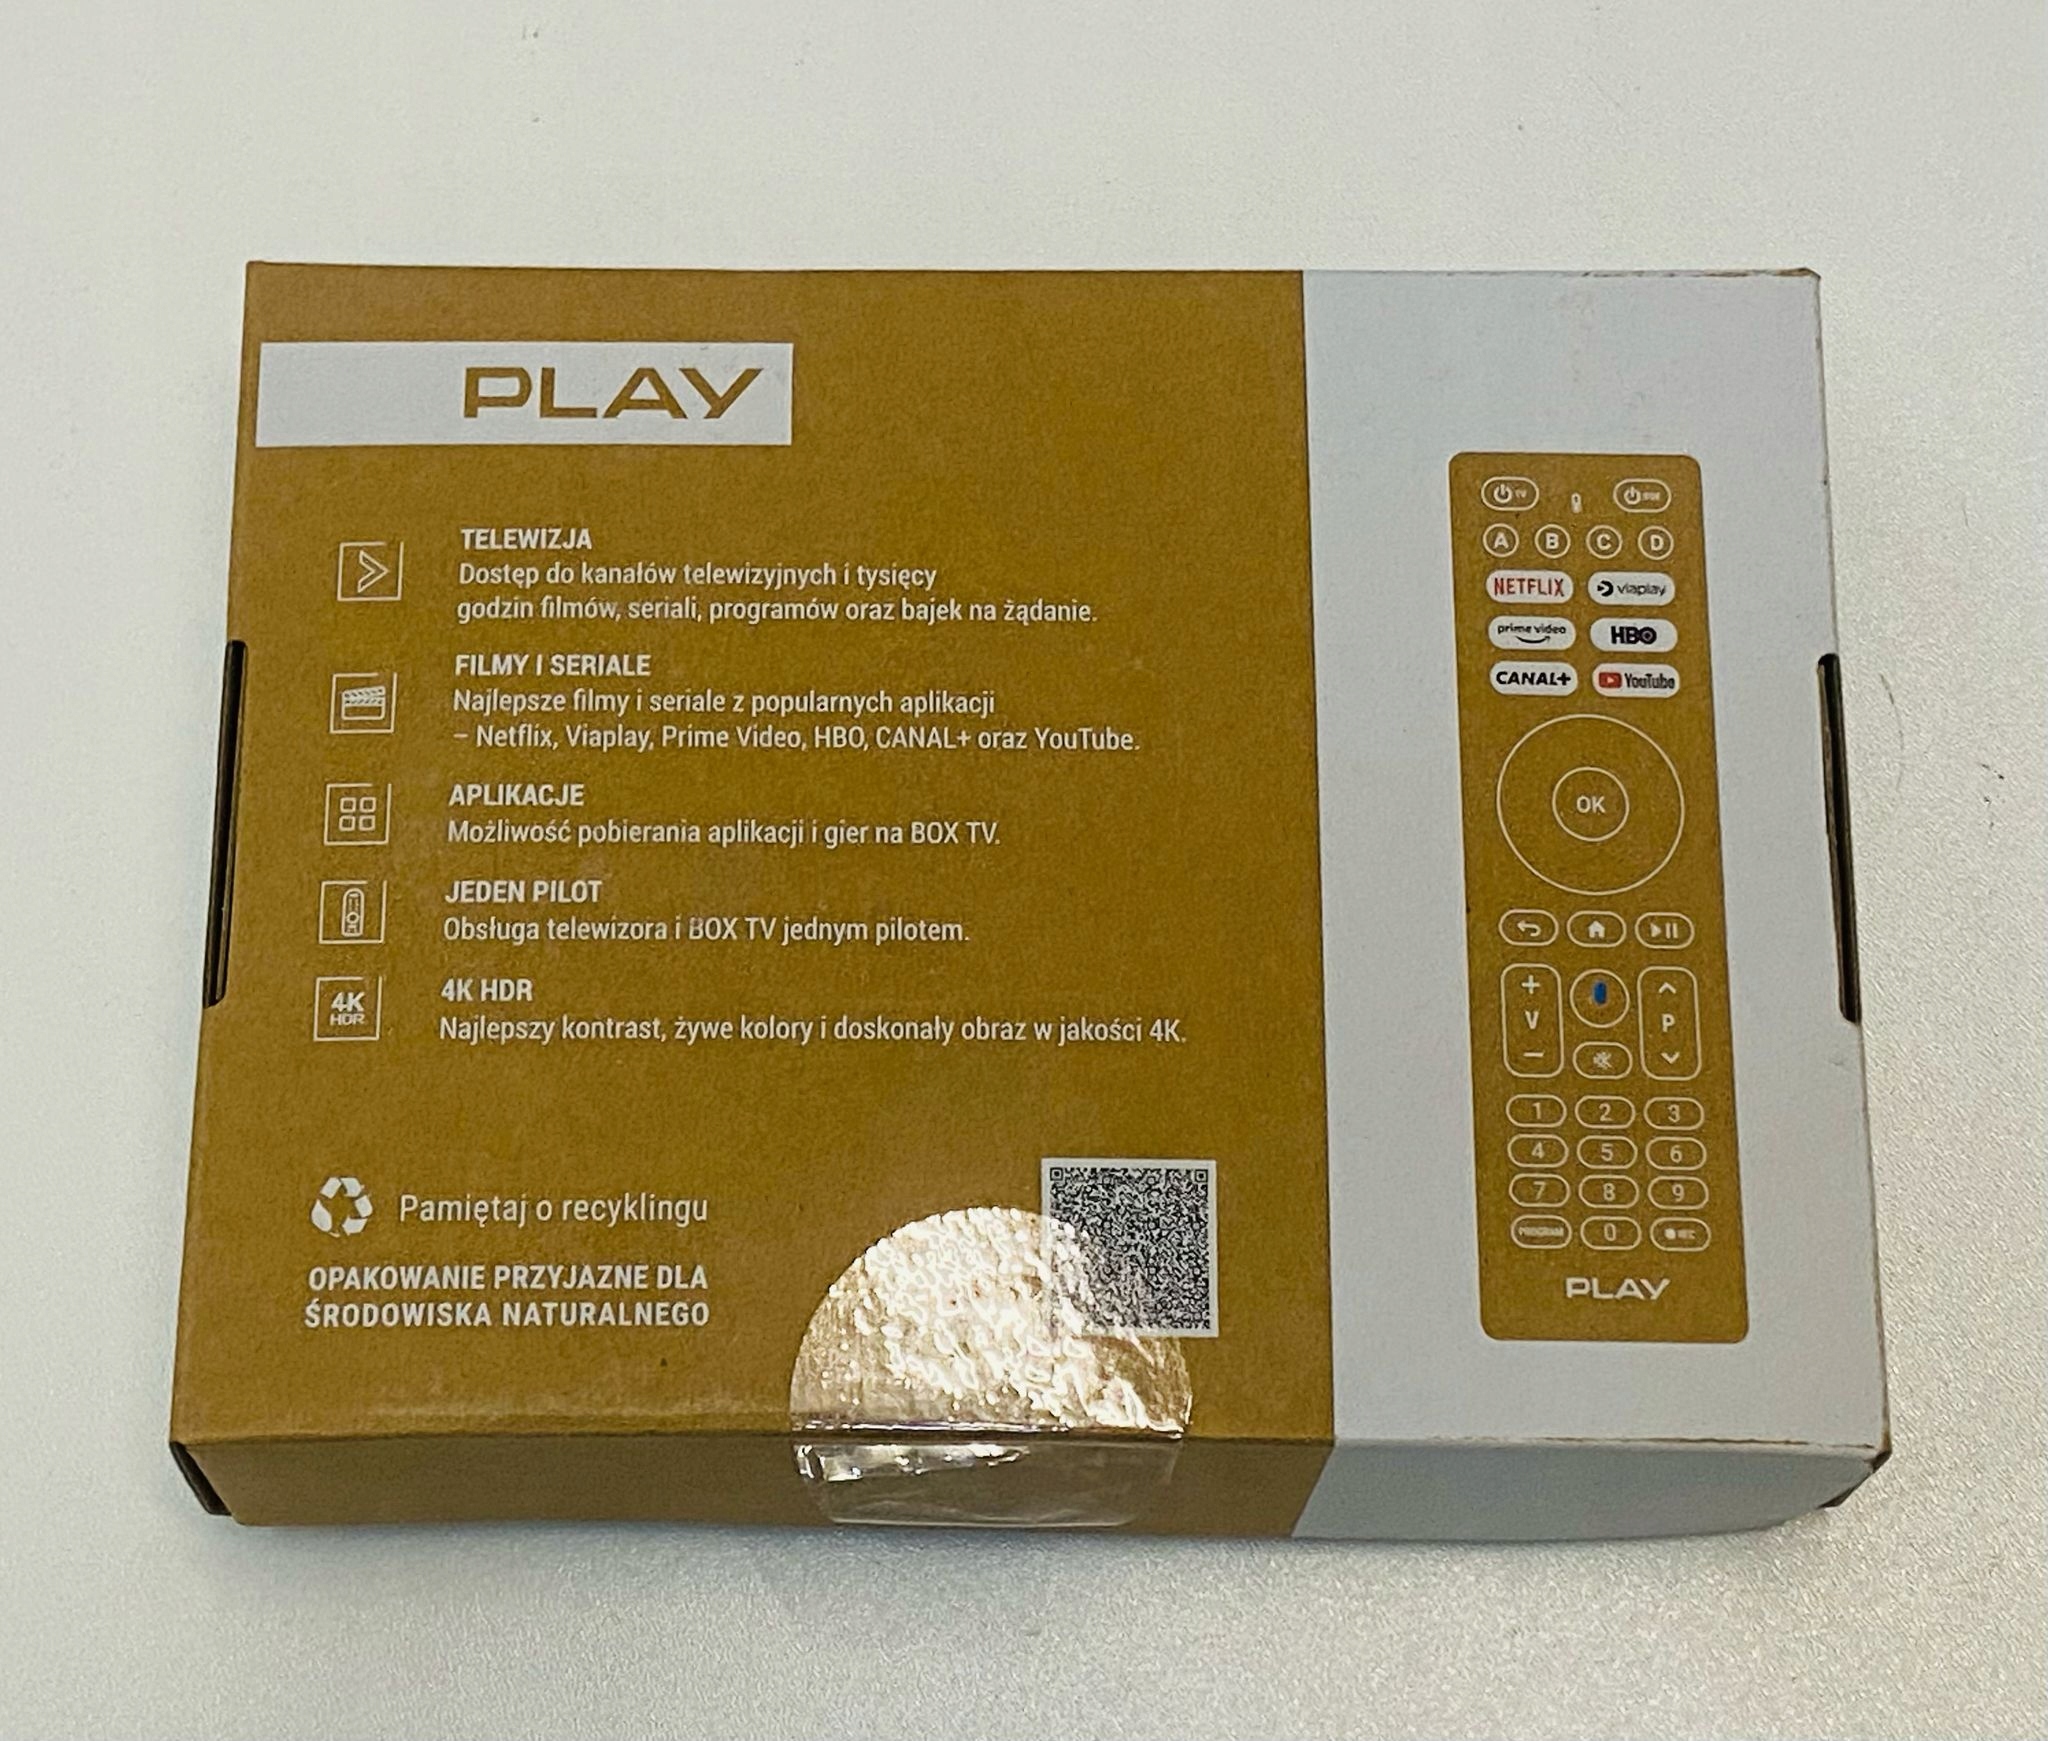 PLAY
TELEWIZJA
Dostęp do kanałów telewizyjnych i tysięcy
godzin filmów, seriali, programów oraz bajek na żądanie.
FILMY I SERIALE
Najlepsze filmy i seriale z popularnych aplikacji
– Netflix, Viaplay, Prime Video, HBO, CANAL+ oraz YouTube.
APLIKACJE
Możliwość pobierania aplikacji i gier na BOX TV.
JEDEN PILOT
Obsługa telewizora i BOX TV jednym pilotem.
4K
HDR
4K HDR
Najlepszy kontrast, żywe kolory i doskonały obraz w jakości 4K.
Pamiętaj o recyklingu
OPAKOWANIE PRZYJAZNE DLA
ŚRODOWISKA NATURALNEGO
TV BOX
A B C D
NETFLIX viaplay
prime video HBO
CANAL+ YouTube
OK
+
V P
–
1 2 3
4 5 6
7 8 9
PROGRAM 0 REC
PLAY